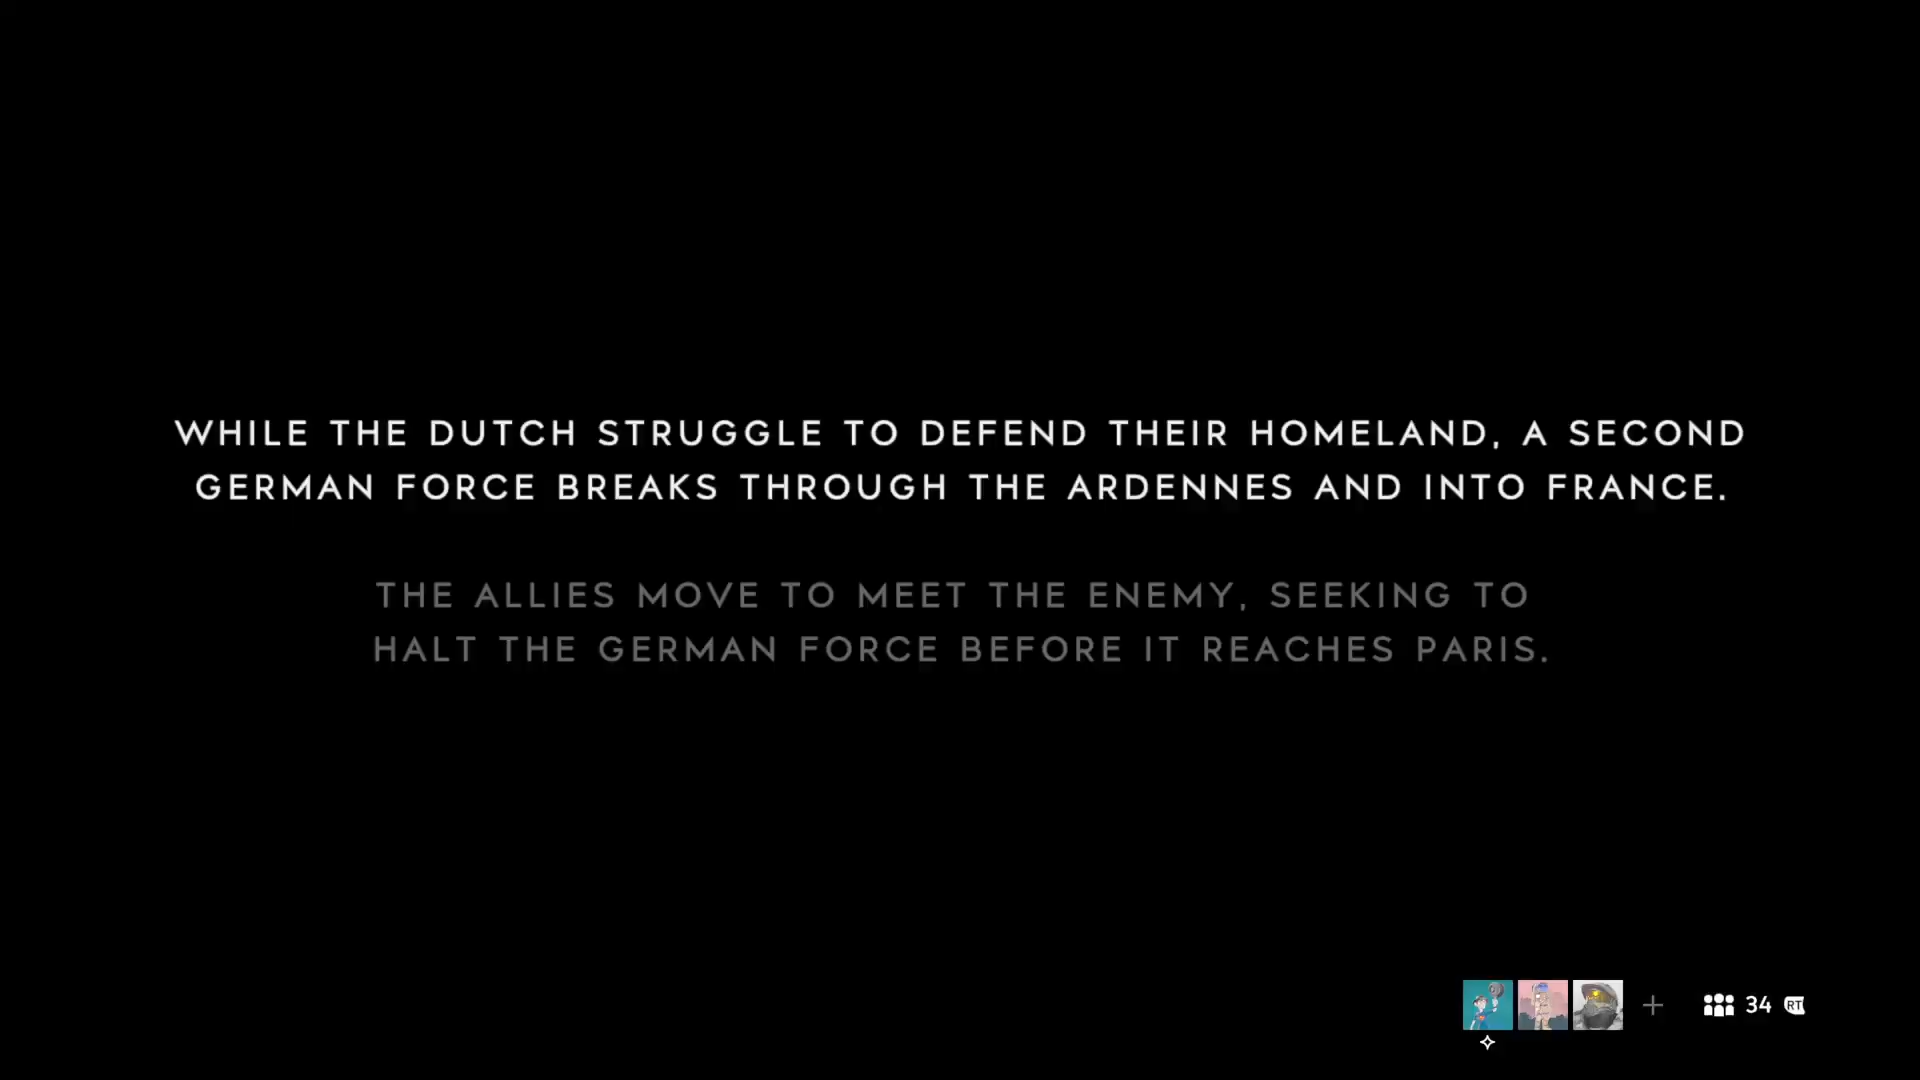 WHILE THE DUTCH STRUGGLE TO DEFEND THEIR HOMELAND, A SECOND
GERMAN FORCE BREAKS THROUGH THE ARDENNES AND INTO FRANCE.
THE ALLIES MOVE TO MEET THE ENEMY, SEEKING TO
HALT THE GERMAN FORCE BEFORE IT REACHES PARIS.
+ 34 RT